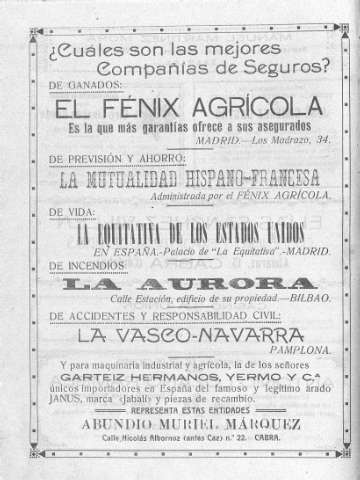 ¿Cuáles son las mejores
Compañías de Seguros?
DE GANADOS:
EL FÉNIX AGRÍCOLA
Es la que más garantías ofrece a sus asegurados
MADRID.—Los Madrazo, 34.
DE PREVISIÓN Y AHORRO:
LA MUTUALIDAD HISPANO-FRANCESA
Administrada por el FÉNIX AGRÍCOLA.
DE VIDA:
LA EQUITATIVA DE LOS ESTADOS UNIDOS
EN ESPAÑA.-Palacio de "La Equitativa".-MADRID.
DE INCENDIOS
LA AURORA
Calle Estación, edificio de su propiedad.—BILBAO.
DE ACCIDENTES Y RESPONSABILIDAD CIVIL:
LA VASCO-NAVARRA
PAMPLONA.
Y para maquinaria industrial y agrícola, la de los señores
GARTEIZ HERMANOS, YERMO Y C.ª
únicos importadores en España del famoso y legítimo arado
JANUS, marca (Jabalí) y piezas de recambio.
REPRESENTA ESTAS ENTIDADES
ABUNDIO MURIEL MÁRQUEZ
Calle Nicolás Albornoz (antes Caz) n.º 22.- CABRA.